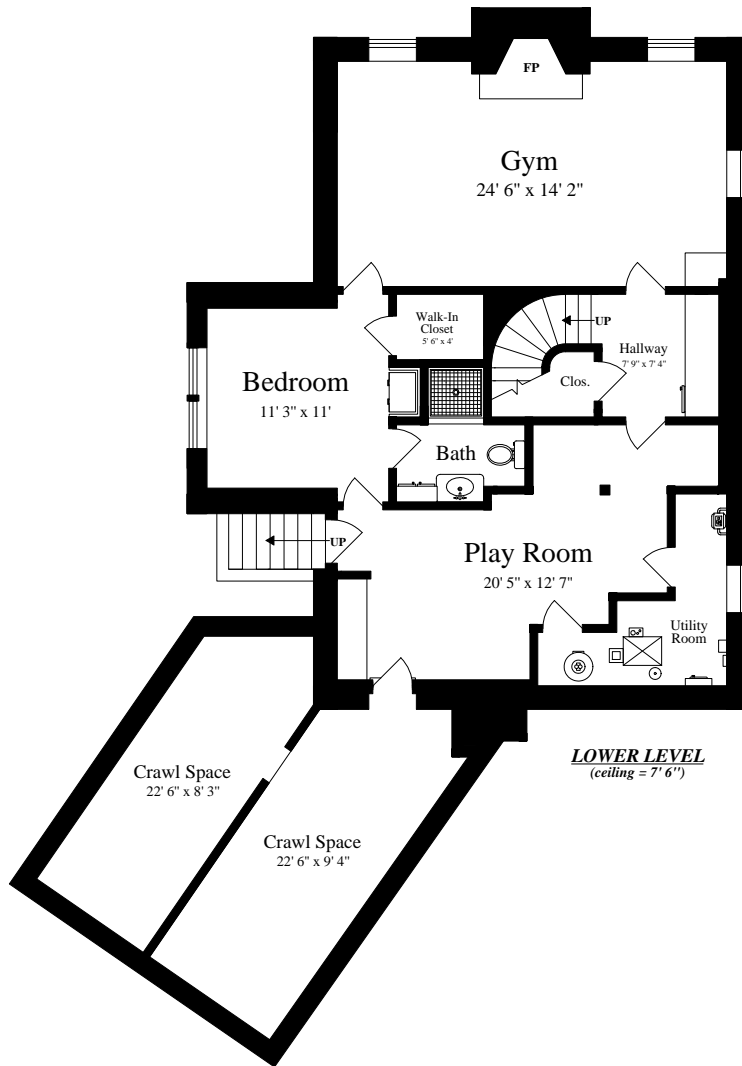 FP
Gym
24' 6" x 14' 2"
Walk-In
Closet
5' 6" x 4'
UP
Hallway
7' 9" x 7' 4"
Clos.
Bedroom
11' 3" x 11'
Bath
UP
Play Room
20' 5" x 12' 7"
Utility
Room
LOWER LEVEL
(ceiling = 7' 6")
Crawl Space
22' 6" x 8' 3"
Crawl Space
22' 6" x 9' 4"